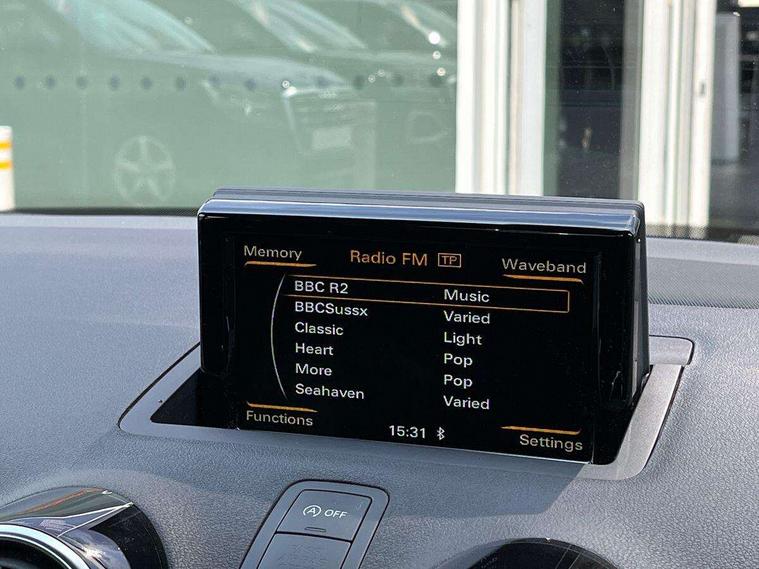 Memory Radio FM TP Waveband
BBC R2 Music
BBCSussx Varied
Classic Light
Heart Pop
More Pop
Seahaven Varied
Functions 15:31 Settings
A OFF